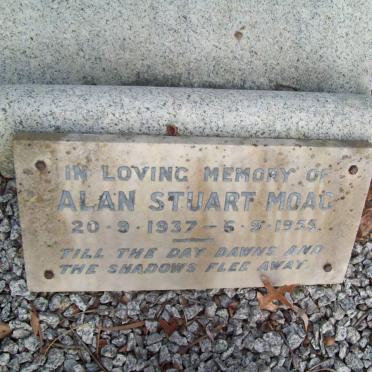 IN LOVING MEMORY OF
ALAN STUART MOAG
20·9·1937 – 6·9·1955.
TILL THE DAY DAWNS AND
THE SHADOWS FLEE AWAY